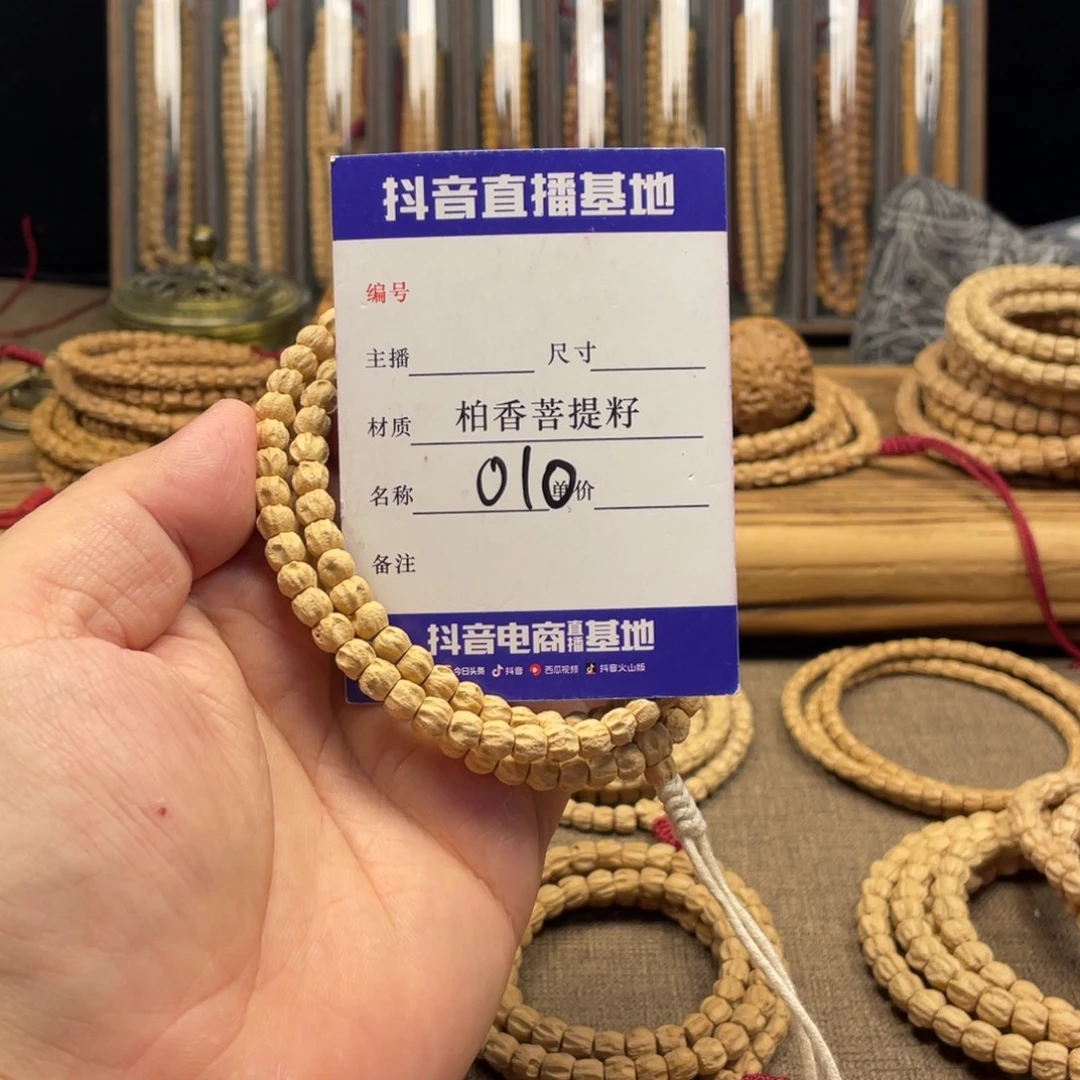 抖音直播基地
编号
主播 尺寸
材质 柏香菩提籽
名称 010 单价
备注
抖音电商直播基地
今日头条 抖音 西瓜视频 抖音火山版